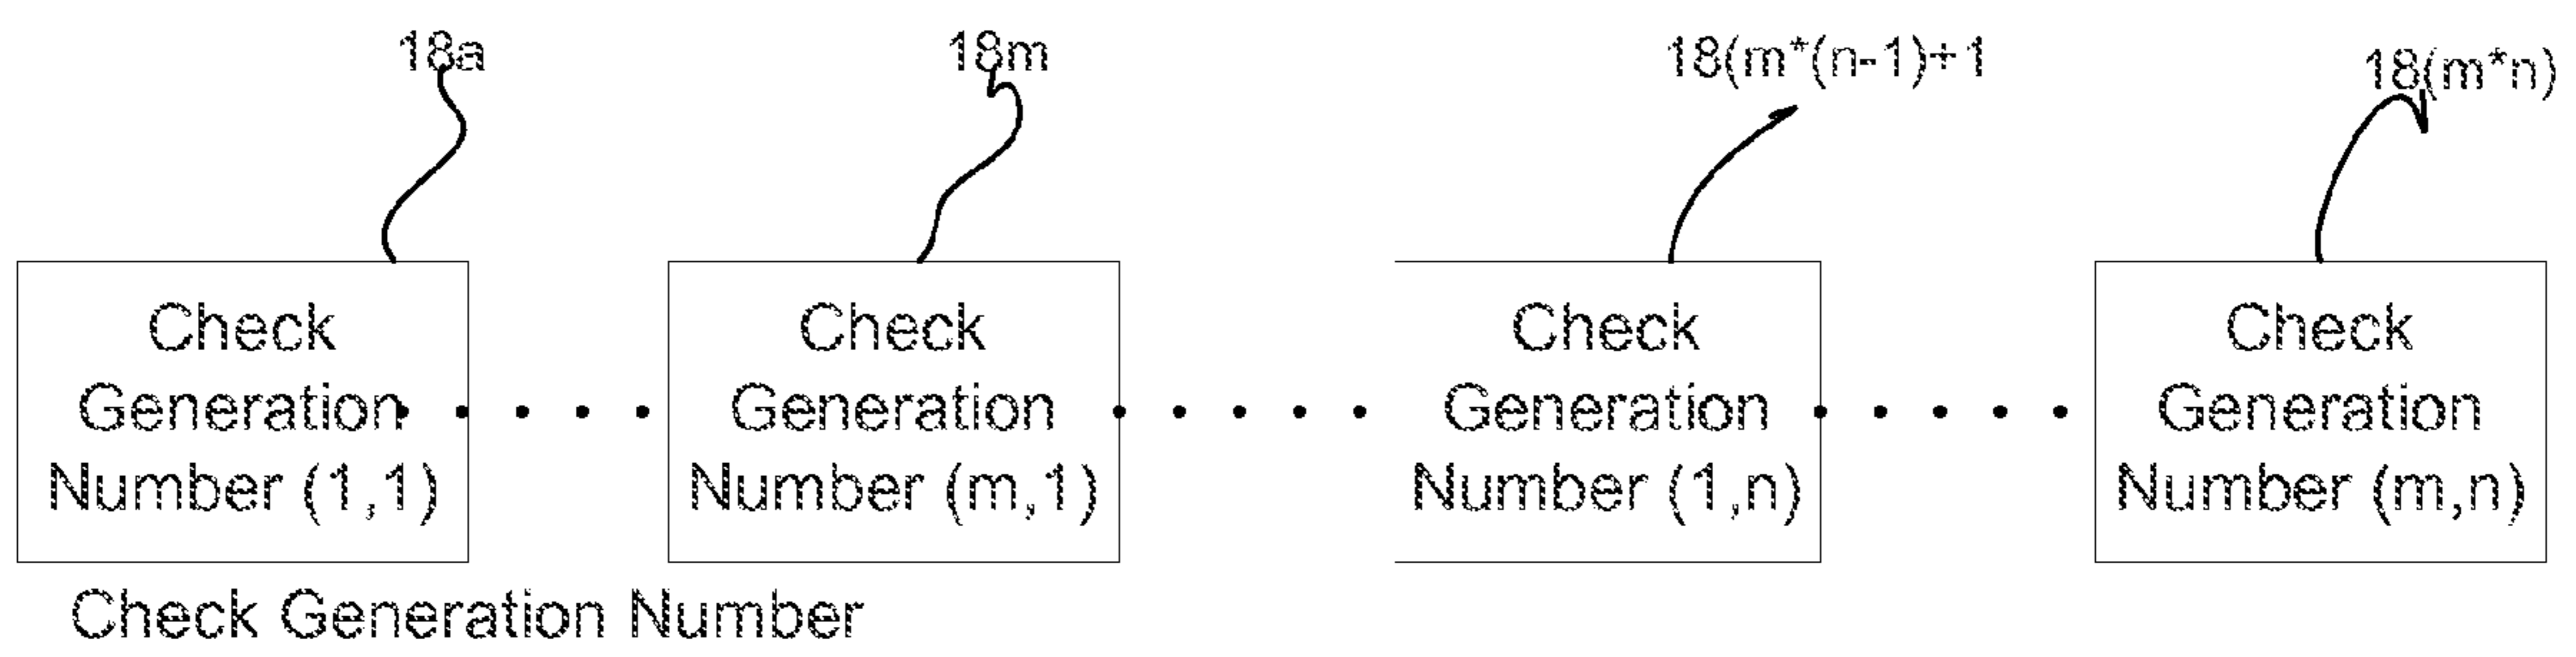 18a
18m
18(m*(n-1)+1
18(m*n)
Check
Generation
Number (1,1)
Check
Generation
Number (m,1)
Check
Generation
Number (1,n)
Check
Generation
Number (m,n)
Check Generation Number